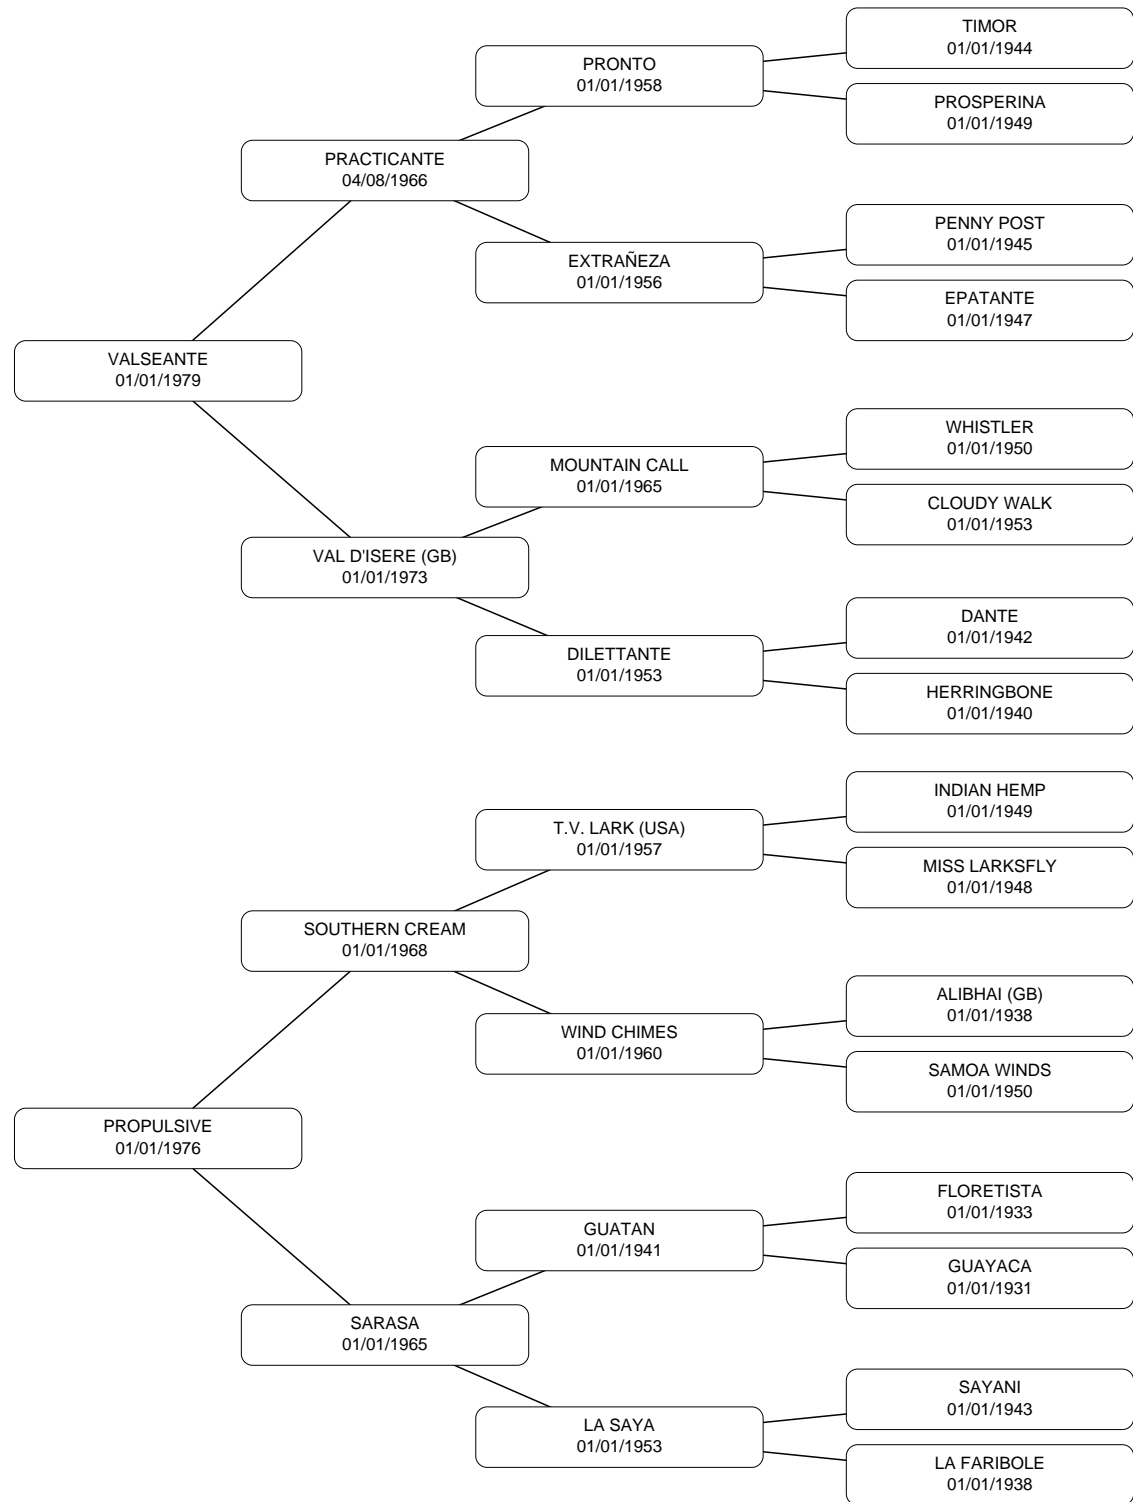 TIMOR
01/01/1944
PRONTO
01/01/1958
PROSPERINA
01/01/1949
PRACTICANTE
04/08/1966
PENNY POST
01/01/1945
EXTRAÑEZA
01/01/1956
EPATANTE
01/01/1947
VALSEANTE
01/01/1979
WHISTLER
01/01/1950
MOUNTAIN CALL
01/01/1965
CLOUDY WALK
01/01/1953
VAL D'ISERE (GB)
01/01/1973
DANTE
01/01/1942
DILETTANTE
01/01/1953
HERRINGBONE
01/01/1940
INDIAN HEMP
01/01/1949
T.V. LARK (USA)
01/01/1957
MISS LARKSFLY
01/01/1948
SOUTHERN CREAM
01/01/1968
ALIBHAI (GB)
01/01/1938
WIND CHIMES
01/01/1960
SAMOA WINDS
01/01/1950
PROPULSIVE
01/01/1976
FLORETISTA
01/01/1933
GUATAN
01/01/1941
GUAYACA
01/01/1931
SARASA
01/01/1965
SAYANI
01/01/1943
LA SAYA
01/01/1953
LA FARIBOLE
01/01/1938